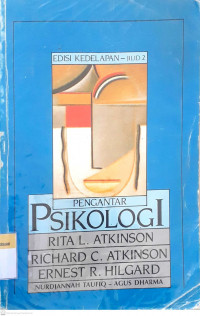 EDISI KEDELAPAN – JILID 2
PENGANTAR
PSIKOLOGI
RITA L. ATKINSON
RICHARD C. ATKINSON
ERNEST R. HILGARD
NURDJANNAH TAUFIQ – AGUS DHARMA